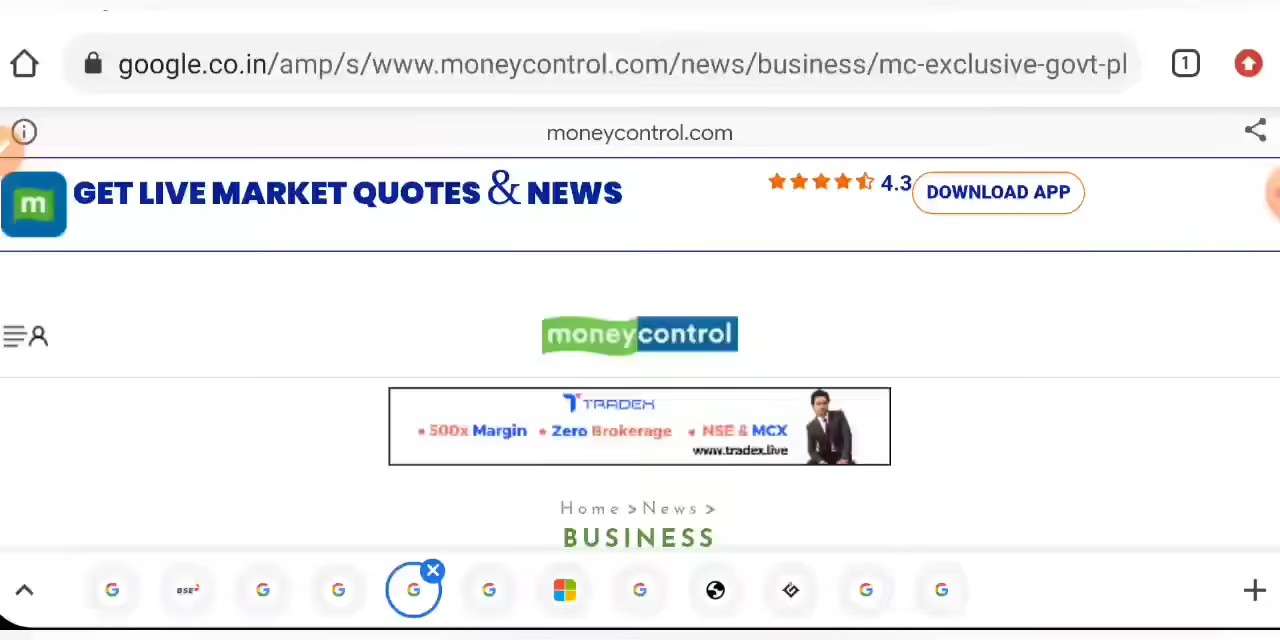 google.co.in/amp/s/www.moneycontrol.com/news/business/mc-exclusive-govt-pl
1
moneycontrol.com
m
GET LIVE MARKET QUOTES & NEWS
4.3
DOWNLOAD APP
moneycontrol
TRADEX
• 500x Margin • Zero Brokerage • NSE & MCX
www.tradex.live
Home > News >
BUSINESS
BSE